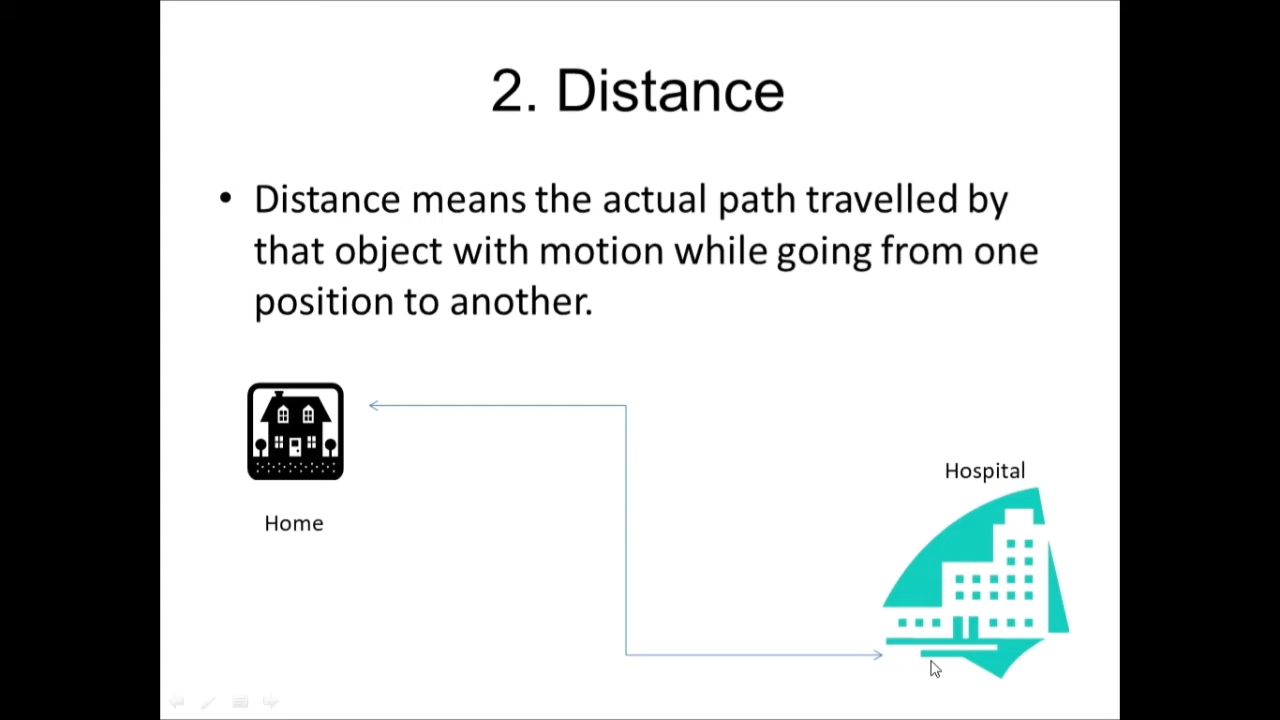 2. Distance
• Distance means the actual path travelled by
that object with motion while going from one
position to another.
Hospital
Home